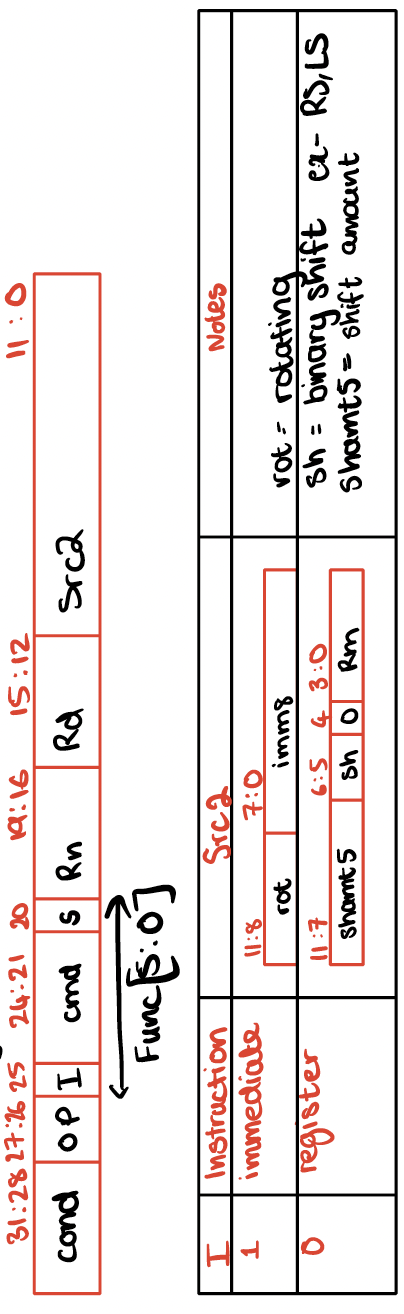 31:28 27:26 25 24:21 20 19:16 15:12 11:0
cond OP I cmd S Rn Rd Src2
Func[5:0]
I Instruction Src2 Notes
1 immediate 11:8 7:0
rot imm8
0 register 11:7 6:5 4 3:0
shamt5 sh 0 Rm
rot = rotating
sh = binary shift ex- RS,LS
shamt5 = shift amount